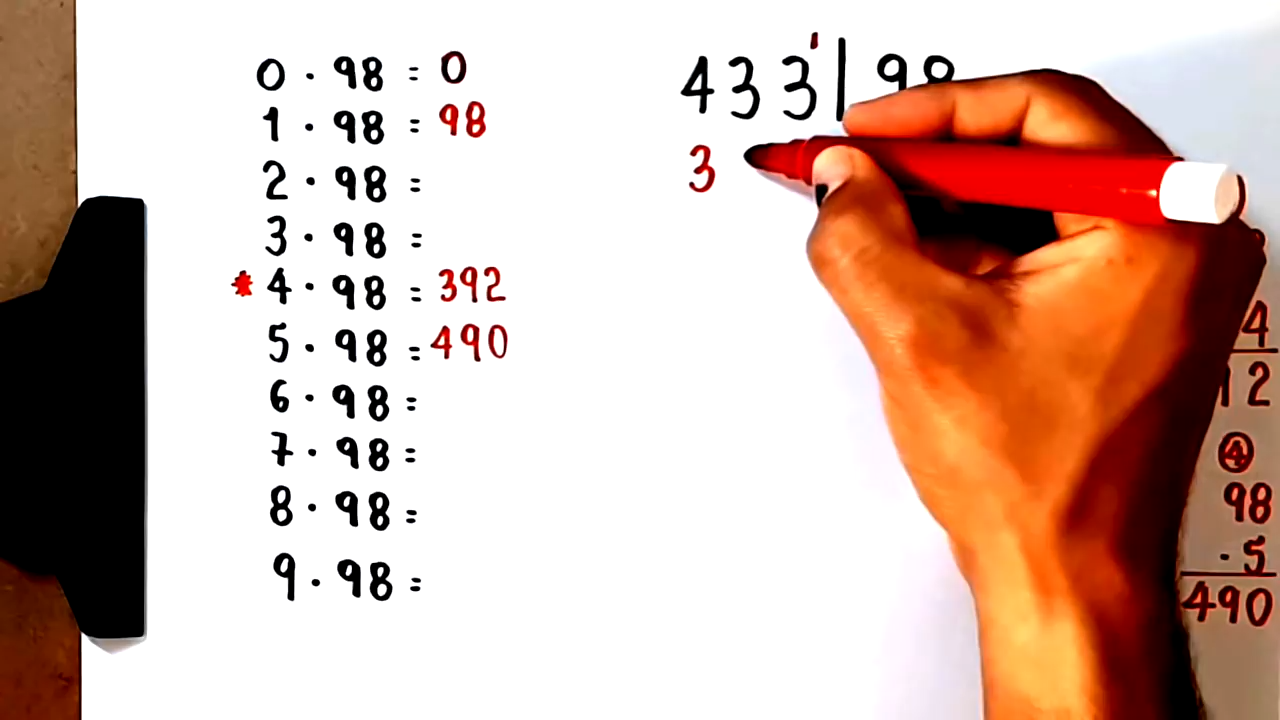 0 · 98 = 0
1 · 98 = 98
2 · 98 =
3 · 98 =
* 4 · 98 = 392
5 · 98 = 490
6 · 98 =
7 · 98 =
8 · 98 =
9 · 98 =
433' | 98
3
4
12
4
98
· 5
490